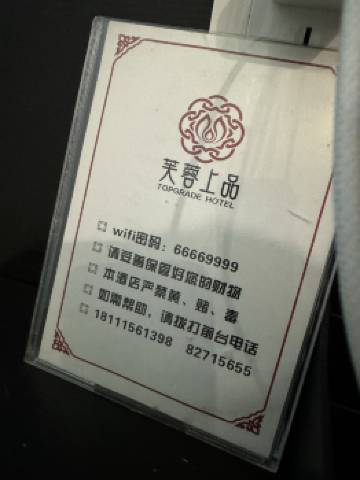 芙蓉上品
TOPGRADE HOTEL
wifi密码：66669999
请妥善保管好您的财物
本酒店严禁黄、赌、毒
如需帮助，请拨打前台电话
18111561398 82715655